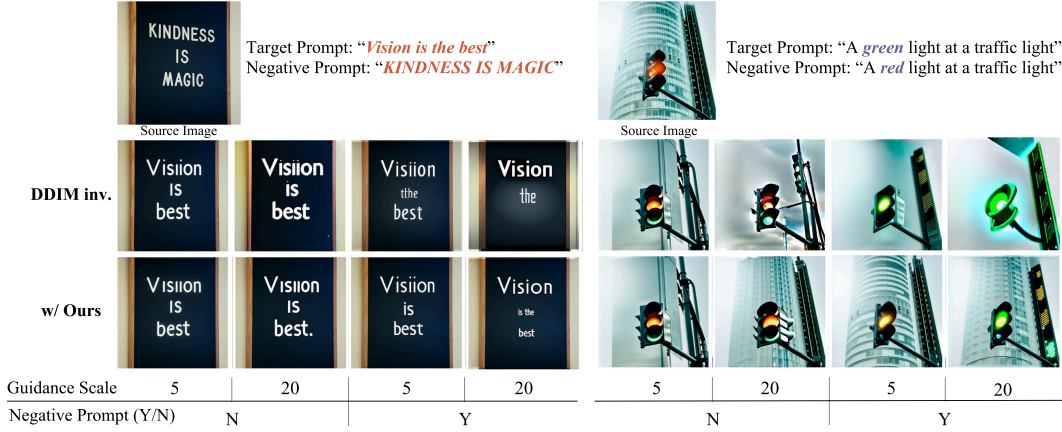 KINDNESS
IS
MAGIC
Target Prompt: “Vision is the best”
Negative Prompt: “KINDNESS IS MAGIC”
Source Image
Target Prompt: “A green light at a traffic light”
Negative Prompt: “A red light at a traffic light”
Source Image
DDIM inv.
Visiion
is
best
Visiion
is
best
Visiion
tthe
best
Vision
the
w/ Ours
Visiion
is
best
Visiion
is
best.
Visiion
is
best
Vision
is the
best
Guidance Scale 5 20 5 20 5 20 5 20
Negative Prompt (Y/N) N Y N Y